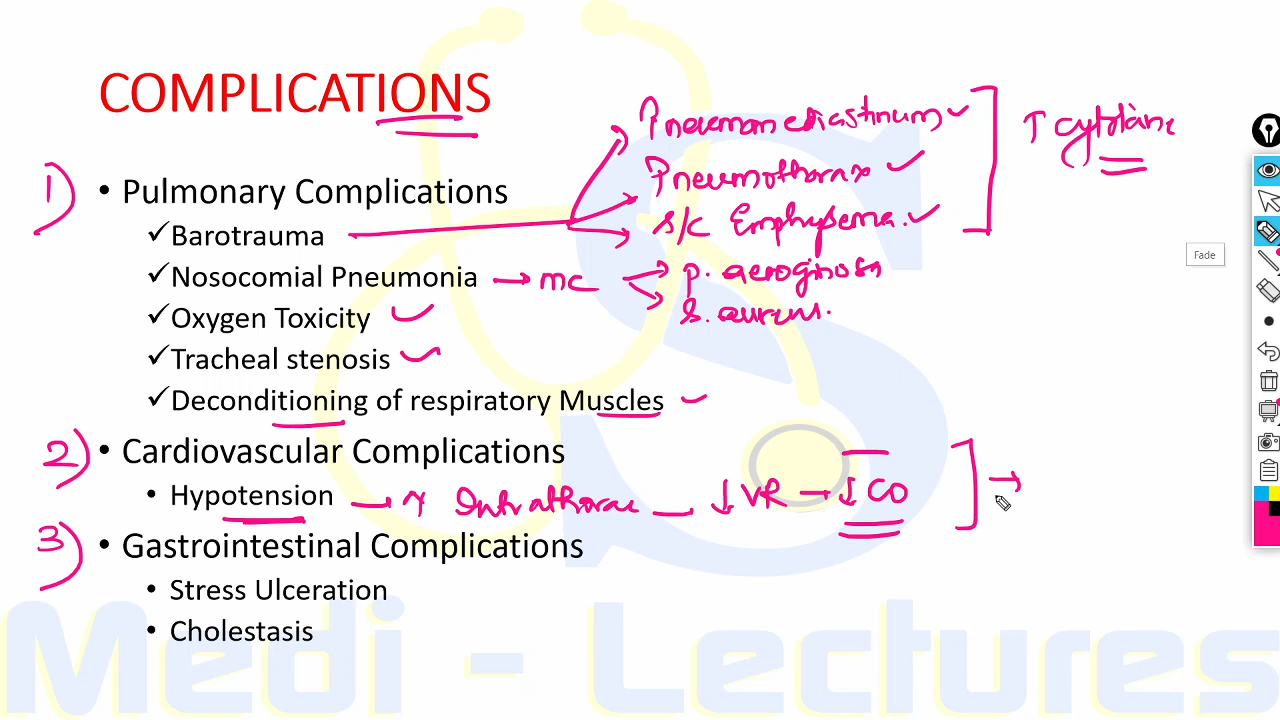 COMPLICATIONS
Pneumomediastinum ✓
↑ cytokine
1) • Pulmonary Complications
Pneumothorax ✓
✓Barotrauma
S/C Emphysema ✓
✓Nosocomial Pneumonia → mc
P. aeroginosa
S. aureus.
✓Oxygen Toxicity ✓
✓Tracheal stenosis ✓
✓Deconditioning of respiratory Muscles ✓
2) • Cardiovascular Complications
• Hypotension → ↑ Intrathorac — ↓ VR → ↓ CO ] →
3) • Gastrointestinal Complications
• Stress Ulceration
• Cholestasis
Medi - Lectures
Fade